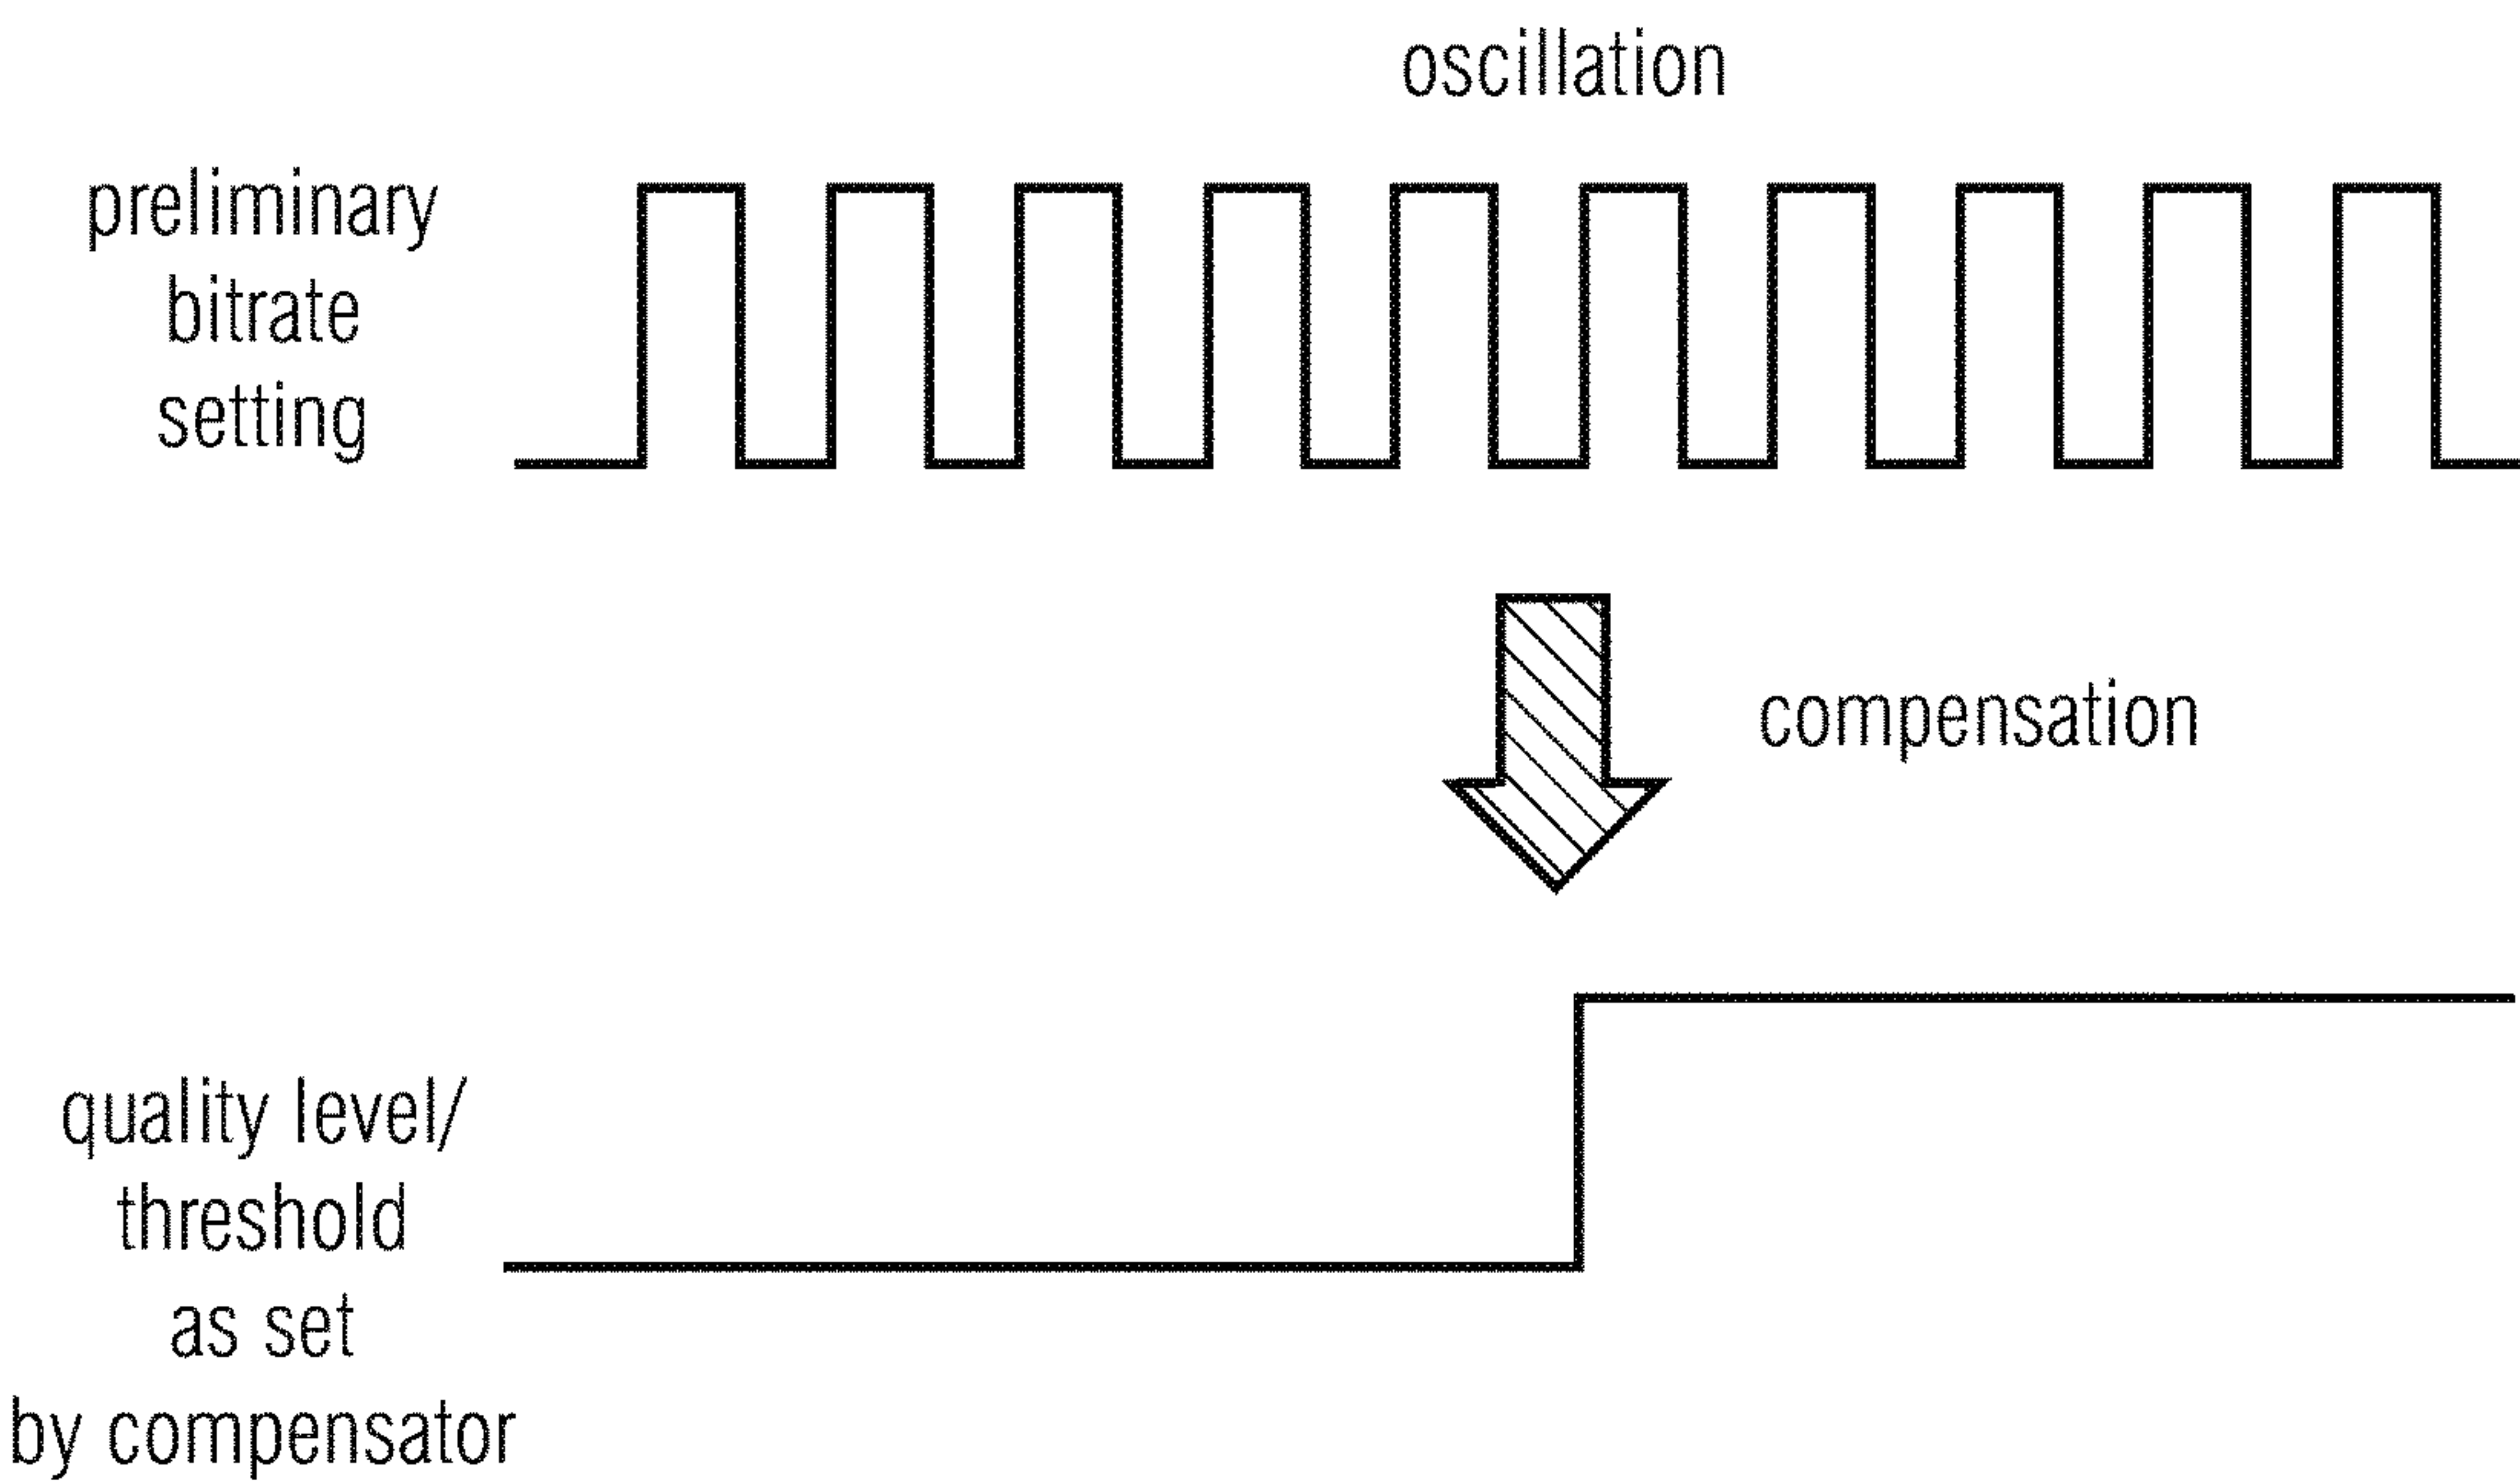 oscillation
preliminary
bitrate
setting
compensation
quality level/
threshold
as set
by compensator